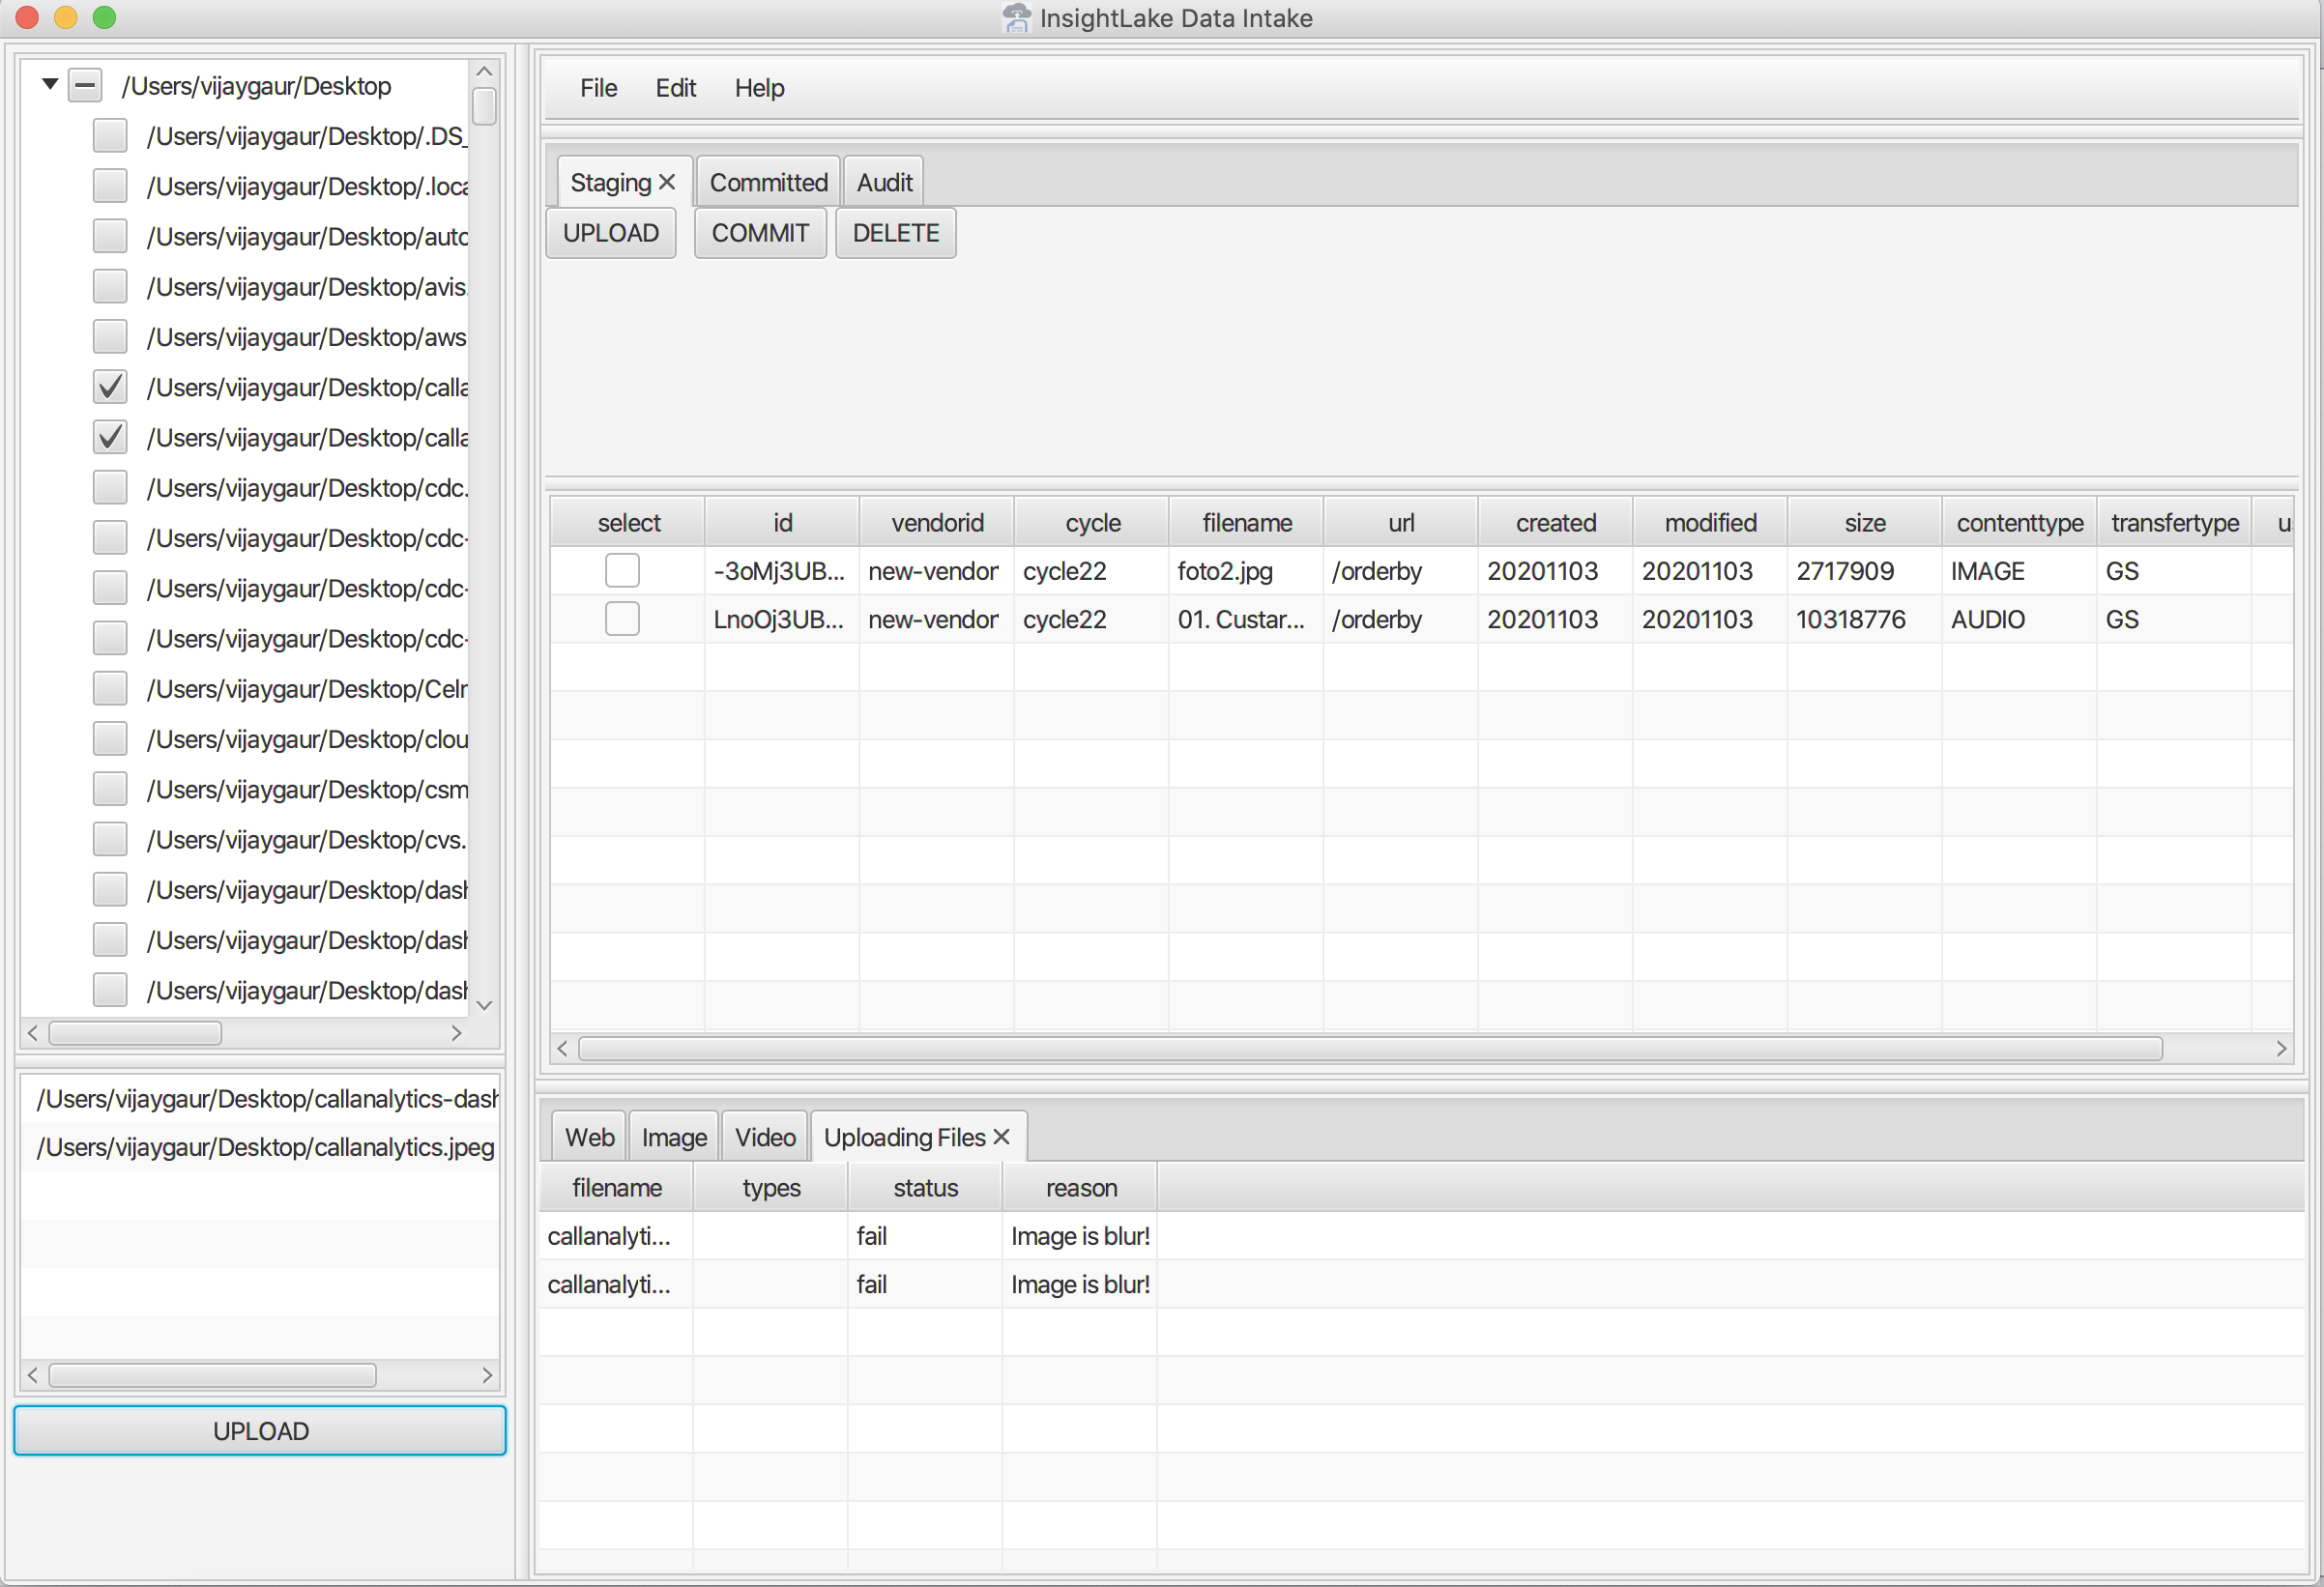 InsightLake Data Intake
/Users/vijaygaur/Desktop
/Users/vijaygaur/Desktop/.DS_
/Users/vijaygaur/Desktop/.loca
/Users/vijaygaur/Desktop/auto
/Users/vijaygaur/Desktop/avis.
/Users/vijaygaur/Desktop/aws
/Users/vijaygaur/Desktop/calla
/Users/vijaygaur/Desktop/calla
/Users/vijaygaur/Desktop/cdc.
/Users/vijaygaur/Desktop/cdc-
/Users/vijaygaur/Desktop/cdc-
/Users/vijaygaur/Desktop/cdc-
/Users/vijaygaur/Desktop/Celr
/Users/vijaygaur/Desktop/clou
/Users/vijaygaur/Desktop/csm
/Users/vijaygaur/Desktop/cvs.
/Users/vijaygaur/Desktop/dash
/Users/vijaygaur/Desktop/dash
/Users/vijaygaur/Desktop/dash
/Users/vijaygaur/Desktop/callanalytics-dash
/Users/vijaygaur/Desktop/callanalytics.jpeg
UPLOAD
File Edit Help
Staging Committed Audit
UPLOAD COMMIT DELETE
select id vendorid cycle filename url created modified size contenttype transfertype u
-3oMj3UB... new-vendor cycle22 foto2.jpg /orderby 20201103 20201103 2717909 IMAGE GS
LnoOj3UB... new-vendor cycle22 01. Custar... /orderby 20201103 20201103 10318776 AUDIO GS
Web Image Video Uploading Files
filename types status reason
callanalyti... fail Image is blur!
callanalyti... fail Image is blur!